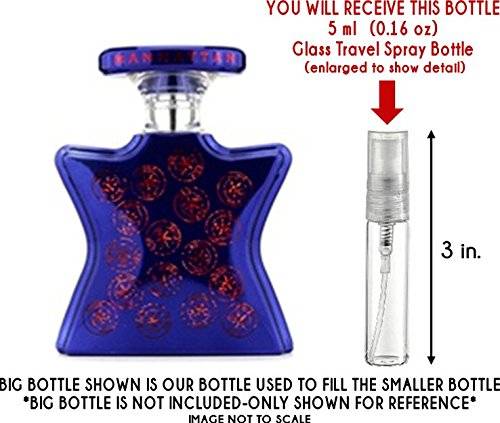 YOU WILL RECEIVE THIS BOTTLE
5 ml (0.16 oz)
Glass Travel Spray Bottle
(enlarged to show detail)
MANHATTAN
3 in.
BIG BOTTLE SHOWN IS OUR BOTTLE USED TO FILL THE SMALLER BOTTLE
*BIG BOTTLE IS NOT INCLUDED-ONLY SHOWN FOR REFERENCE*
IMAGE NOT TO SCALE